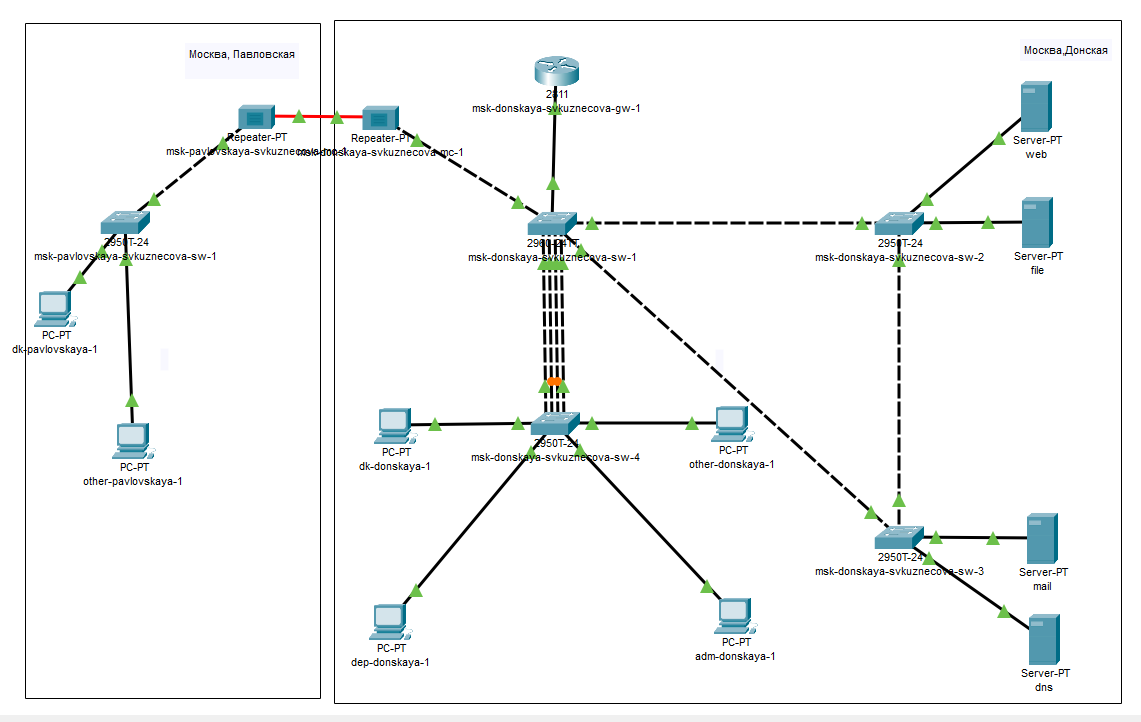 Москва, Павловская
Москва,Донская
2811
msk-donskaya-svkuznecova-gw-1
Server-PT
web
Repeater-PT
msk-pavlovskaya-svkuznecova-mc-1
Repeater-PT
msk-donskaya-svkuznecova-mc-1
2950T-24
msk-pavlovskaya-svkuznecova-sw-1
2960-24TT
msk-donskaya-svkuznecova-sw-1
2950T-24
msk-donskaya-svkuznecova-sw-2
Server-PT
file
PC-PT
dk-pavlovskaya-1
PC-PT
other-pavlovskaya-1
PC-PT
dk-donskaya-1
2950T-24
msk-donskaya-svkuznecova-sw-4
PC-PT
other-donskaya-1
2950T-24
msk-donskaya-svkuznecova-sw-3
Server-PT
mail
PC-PT
dep-donskaya-1
PC-PT
adm-donskaya-1
Server-PT
dns